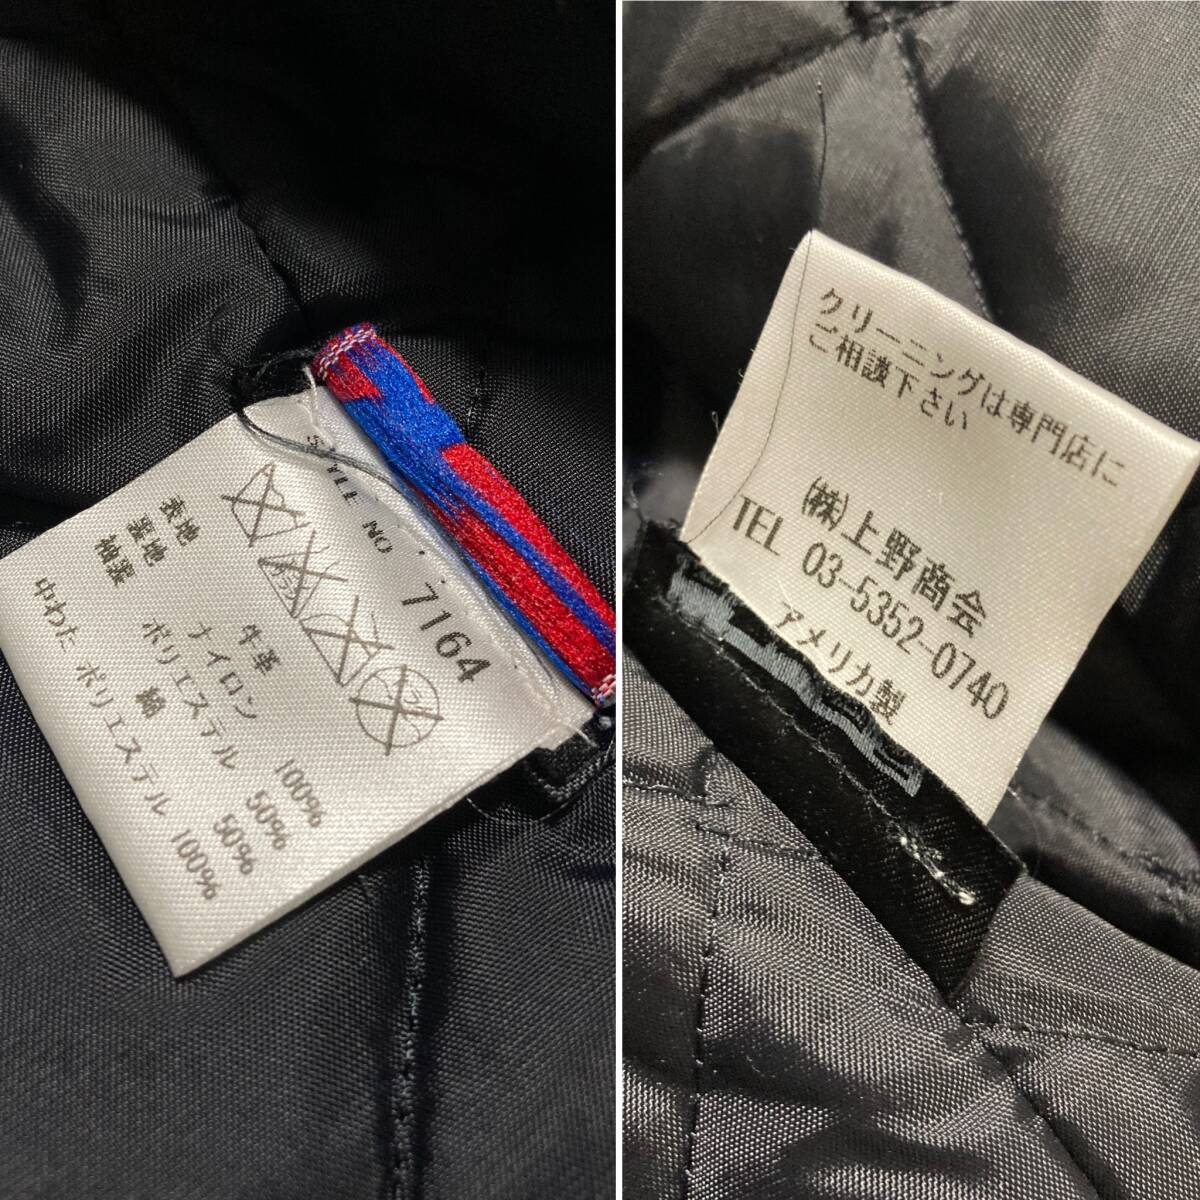 STYLE NO. 7164
表地 牛革
裏地 ナイロン 100%
袖裏 ポリエステル 50%
綿 50%
中わた ポリエステル 100%
クリーニングは専門店に
ご相談下さい
㈱上野商会
TEL 03-5352-0740
アメリカ製